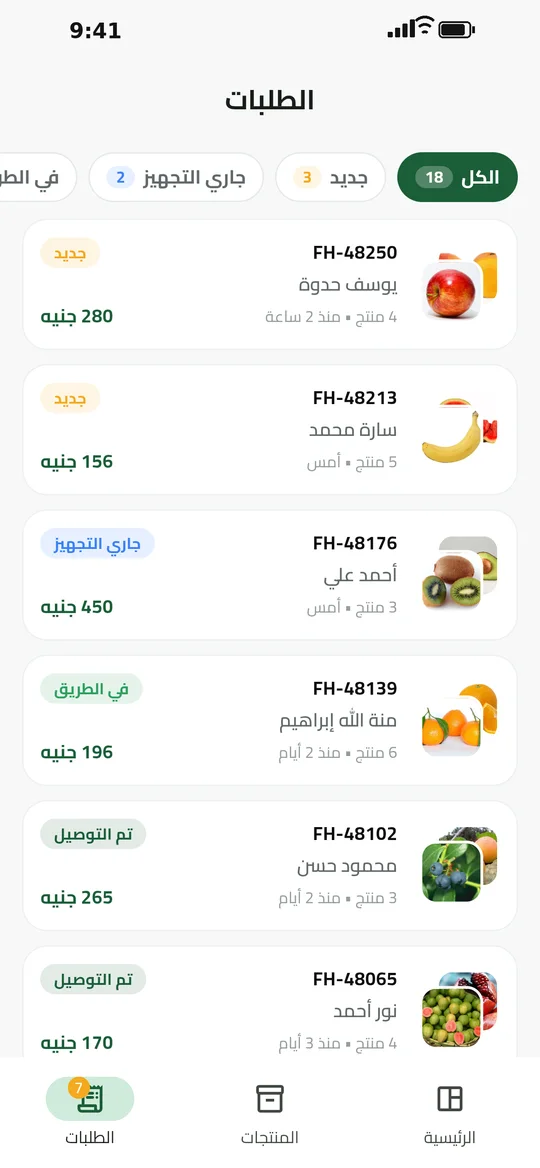 9:41
الطلبات
الكل 18
جديد 3
جاري التجهيز 2
في الطر
FH-48250
جديد
يوسف حدوة
4 منتج • منذ 2 ساعة
280 جنيه
FH-48213
جديد
سارة محمد
5 منتج • أمس
156 جنيه
FH-48176
جاري التجهيز
أحمد علي
3 منتج • أمس
450 جنيه
FH-48139
في الطريق
منة الله إبراهيم
6 منتج • منذ 2 أيام
196 جنيه
FH-48102
تم التوصيل
محمود حسن
3 منتج • منذ 2 أيام
265 جنيه
FH-48065
تم التوصيل
نور أحمد
4 منتج • منذ 3 أيام
170 جنيه
7
الرئيسية
المنتجات
الطلبات